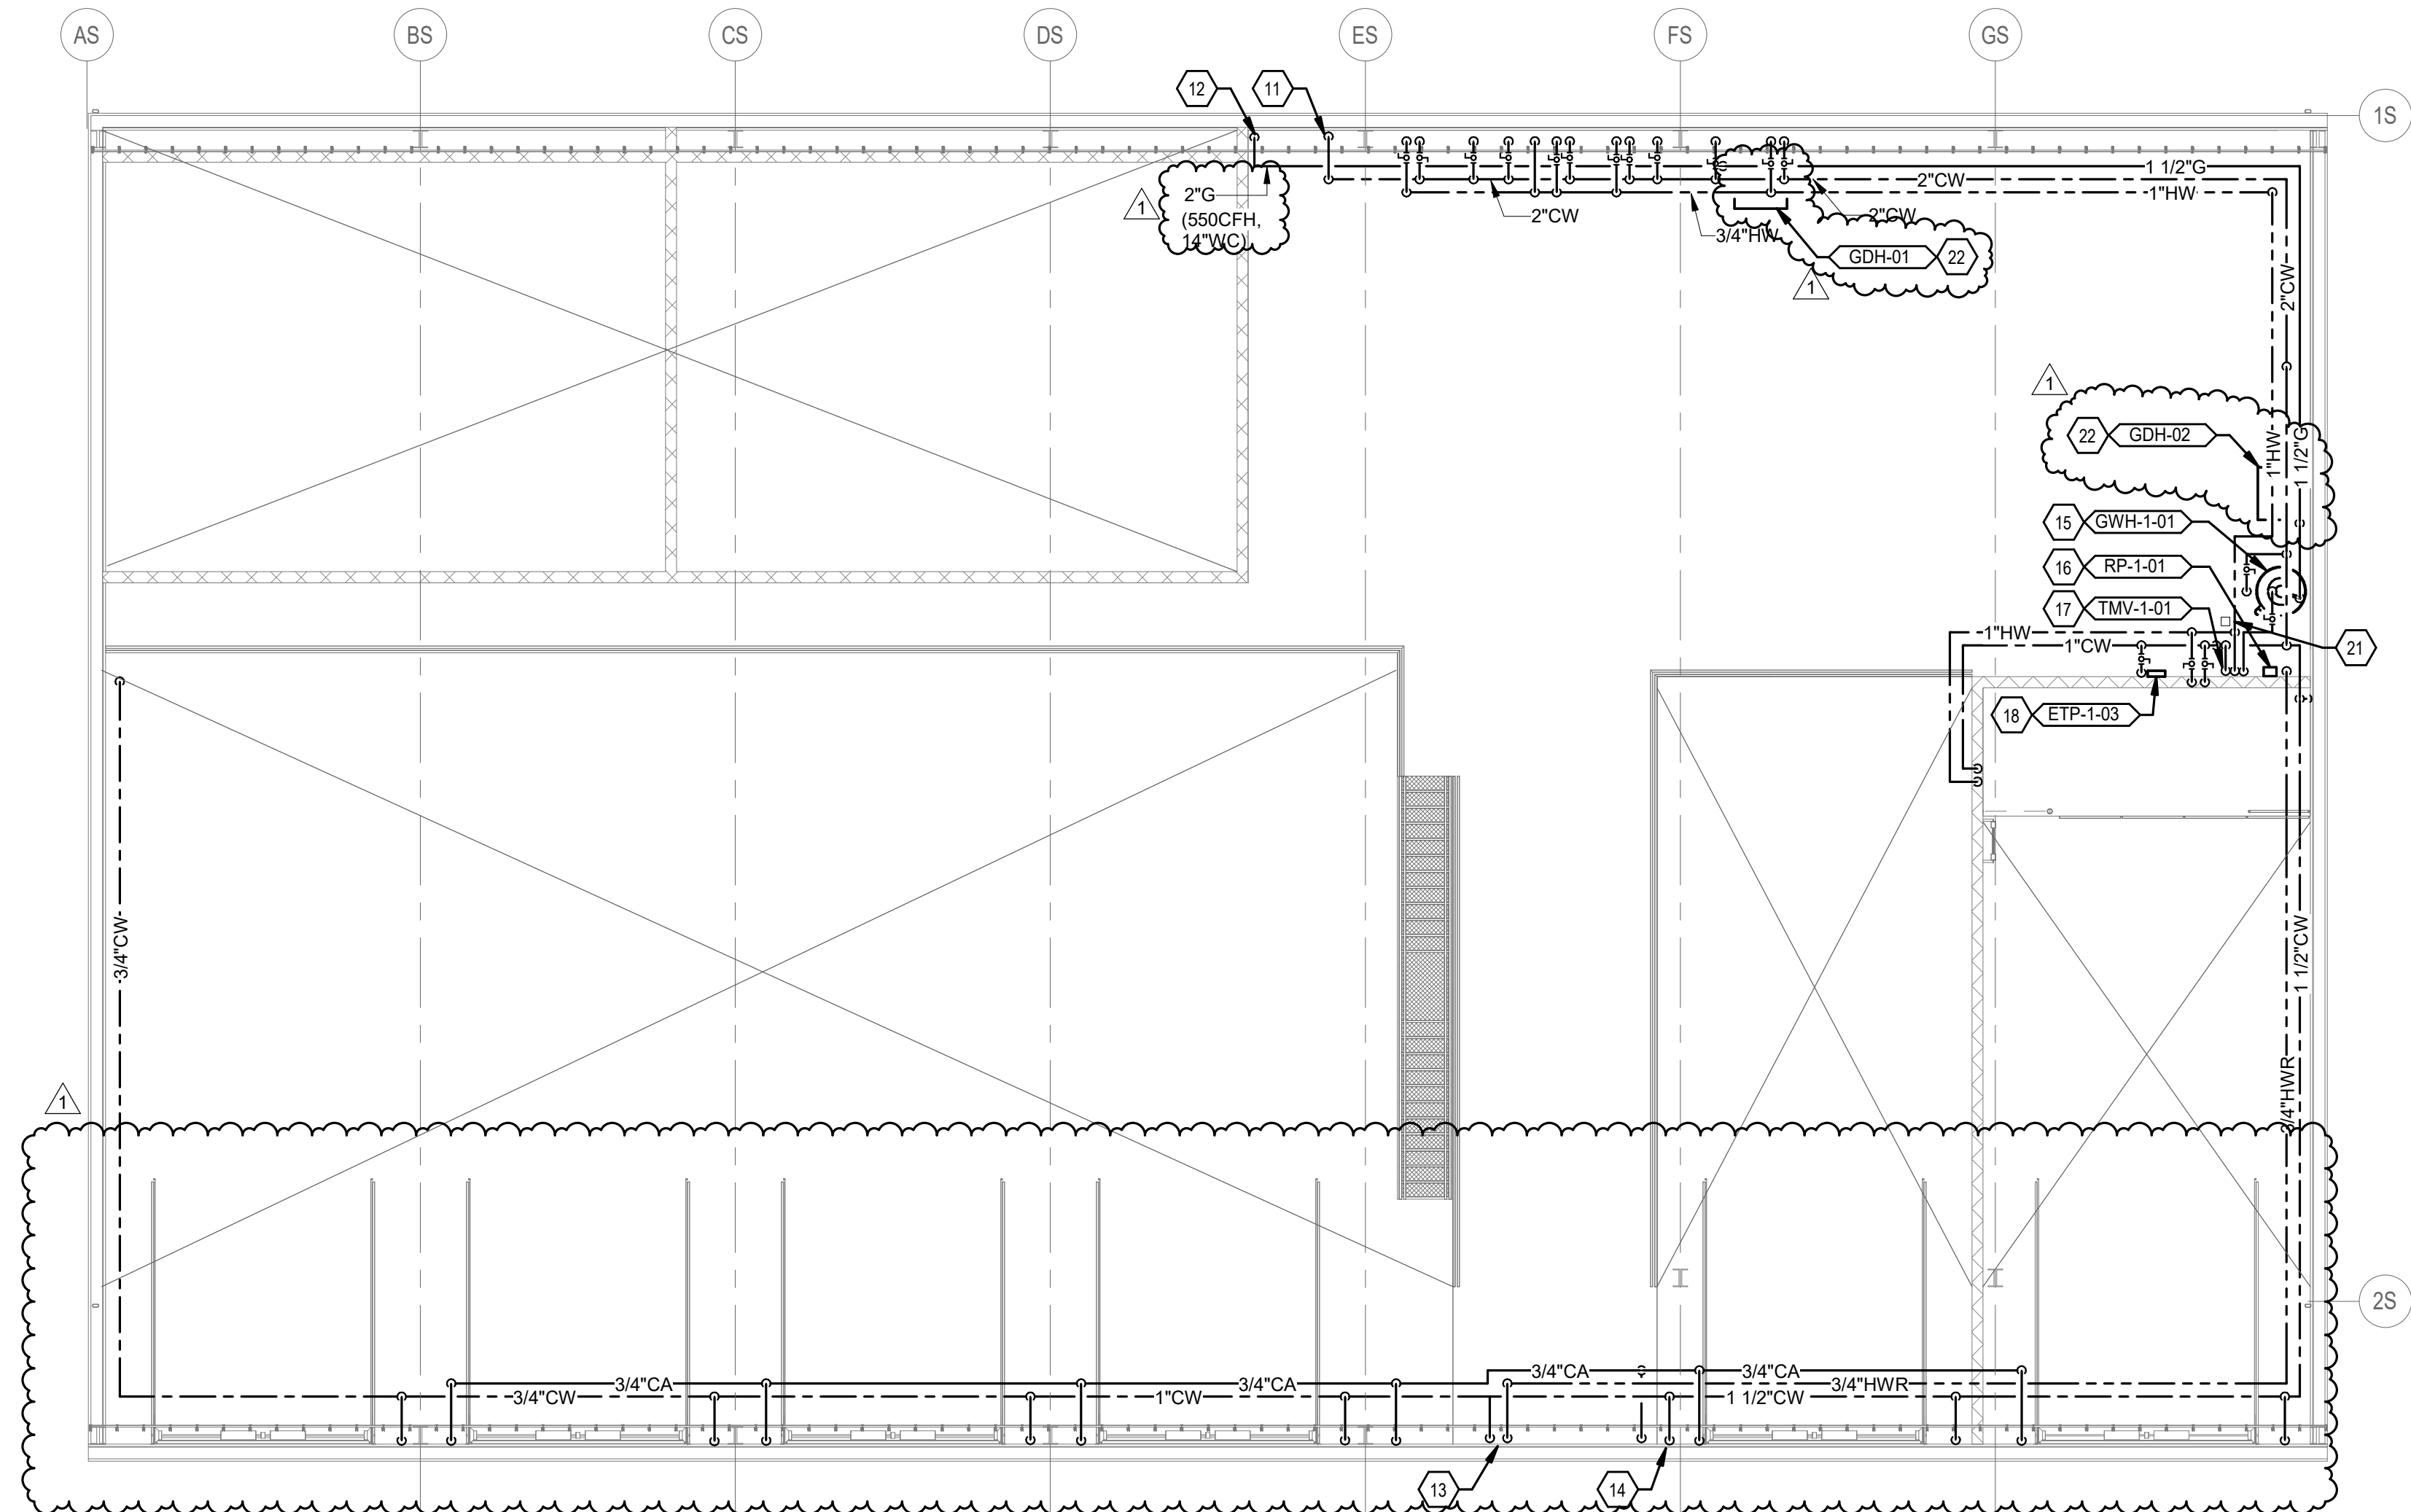 AS
BS
CS
DS
ES
FS
GS
1S
12
11
1 1/2"G
2"CW
1"HW
1
2"G
(550CFH,
14"WC)
2"CW
2"CW
3/4"HW
GDH-01
22
1
2"CW
1
22
GDH-02
1"HW
1 1/2"G
15
GWH-1-01
16
RP-1-01
17
TMV-1-01
1"HW
1"CW
21
18
ETP-1-03
3/4"CW
1 1/2"CW
3/4"HWR
1
2S
3/4"CA
3/4"CW
3/4"CA
1"CW
3/4"CA
3/4"CA
3/4"HWR
1 1/2"CW
13
14